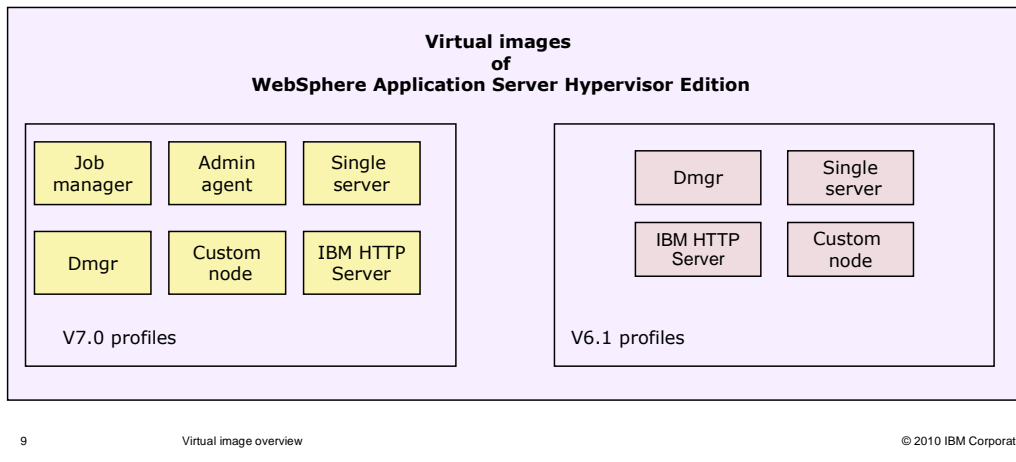 Virtual images
of
WebSphere Application Server Hypervisor Edition
Job
manager
Admin
agent
Single
server
Dmgr
Custom
node
IBM HTTP
Server
V7.0 profiles
Dmgr
Single
server
IBM HTTP
Server
Custom
node
V6.1 profiles
9
Virtual image overview
© 2010 IBM Corporat